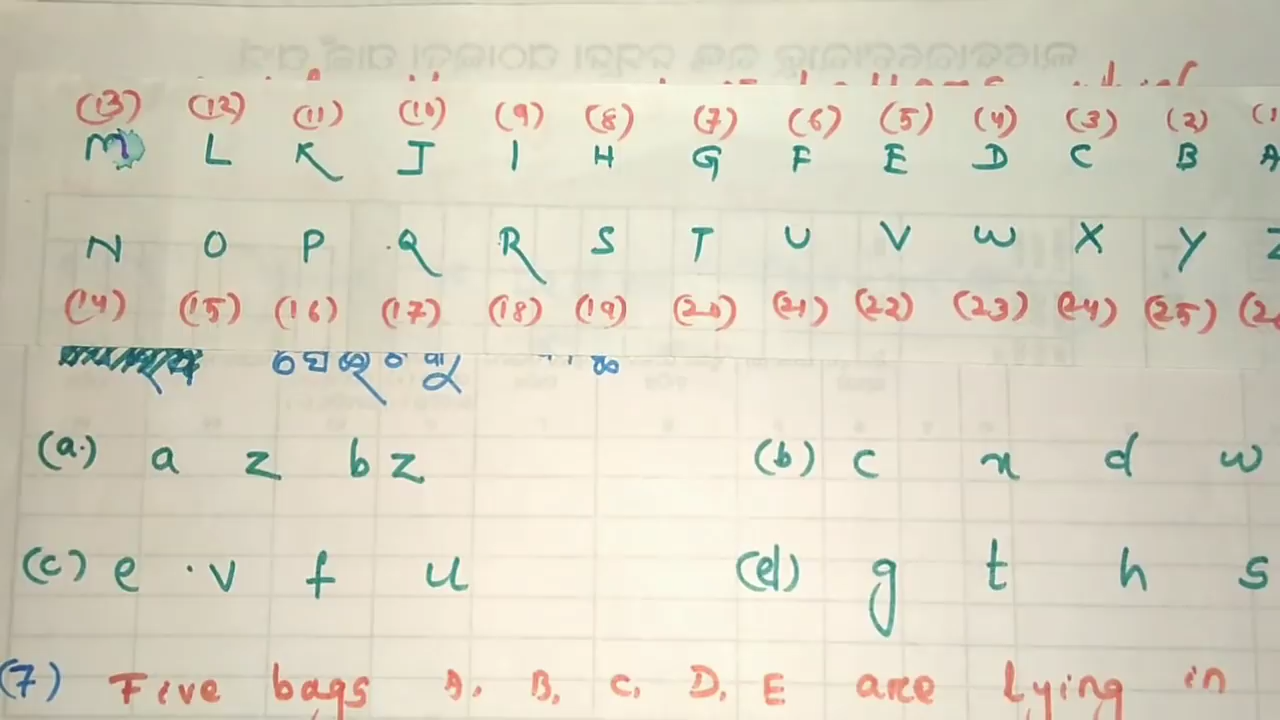 (13) (12) (11) (10) (9) (8) (7) (6) (5) (4) (3) (2)
M L K J I H G F E D C B A
N O P Q R S T U V W X Y Z
(14) (15) (16) (17) (18) (19) (20) (21) (22) (23) (24) (25)
(a.) a z b z (b) c x d w
(c) e v f u (d) g t h s
(7) Five bags A. B. C. D. E are lying in